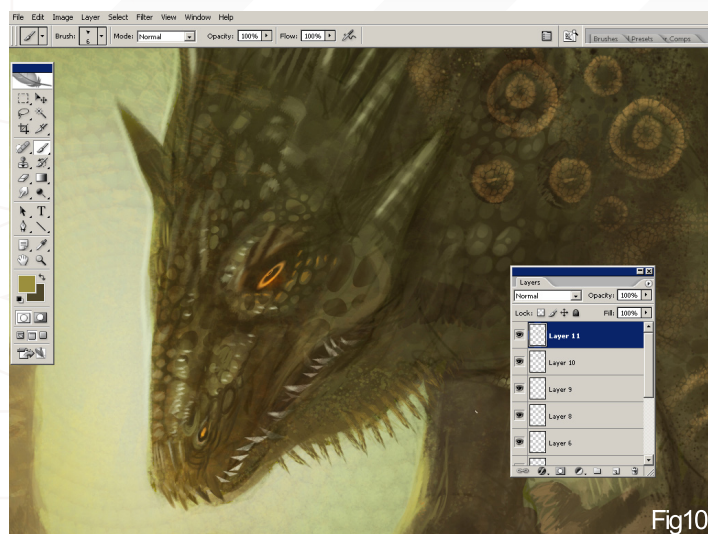 File Edit Image Layer Select Filter View Window Help
Brush: 6 Mode: Normal Opacity: 100% Flow: 100% Brushes Presets Comps
T
Layers
Normal Opacity: 100%
Lock: Fill: 100%
Layer 11
Layer 10
Layer 9
Layer 8
Layer 6
Fig10